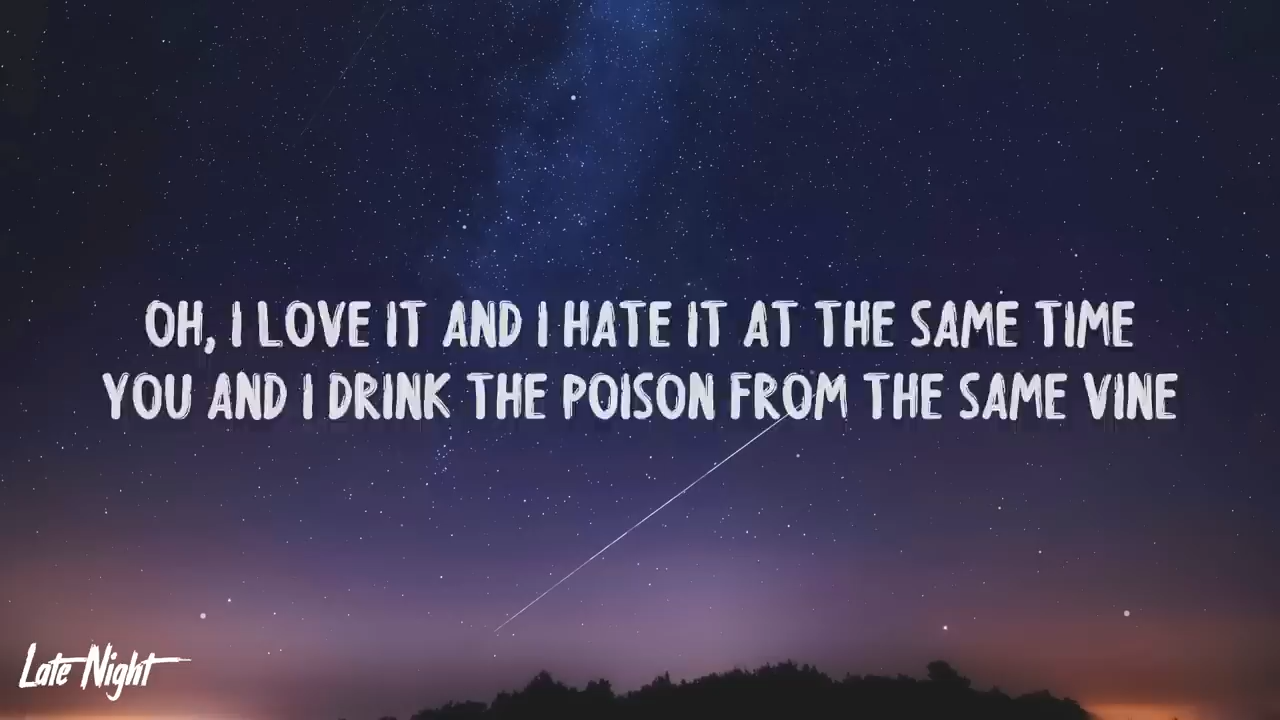 OH, I LOVE IT AND I HATE IT AT THE SAME TIME
YOU AND I DRINK THE POISON FROM THE SAME VINE
Late Night